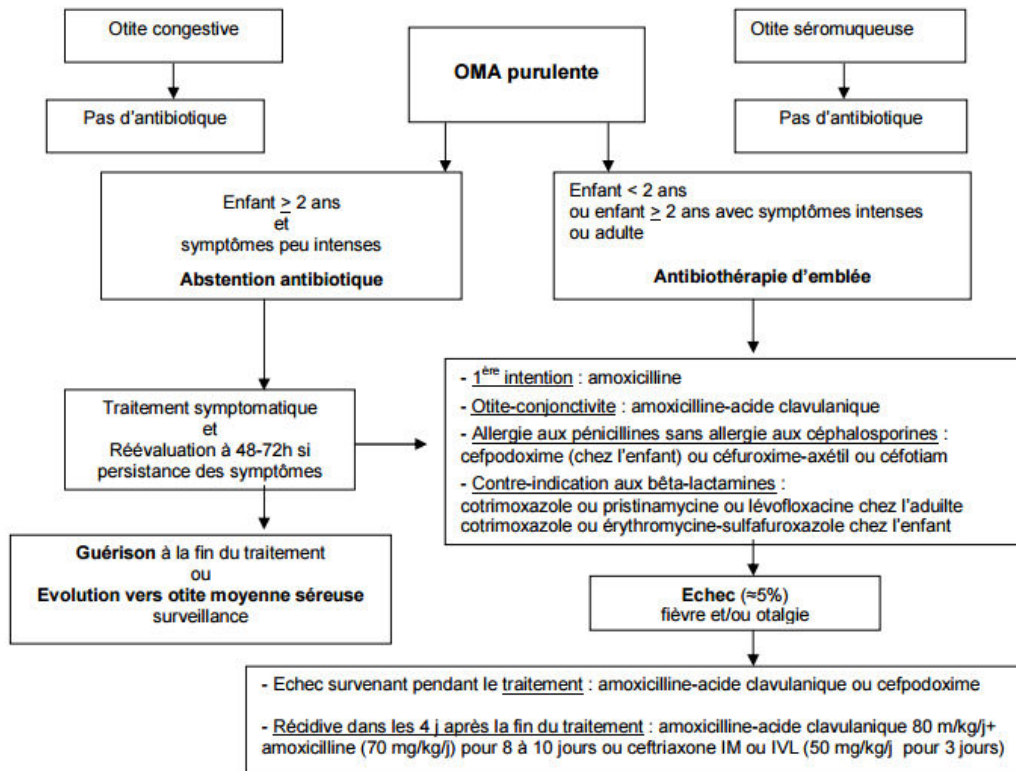 Otite congestive
OMA purulente
Otite séromuqueuse
Pas d'antibiotique
Pas d'antibiotique
Enfant ≥ 2 ans
et
symptômes peu intenses
Abstention antibiotique
Enfant < 2 ans
ou enfant ≥ 2 ans avec symptômes intenses
ou adulte
Antibiothérapie d'emblée
Traitement symptomatique
et
Réévaluation à 48-72h si
persistance des symptômes
- 1ère intention : amoxicilline
- Otite-conjonctivite : amoxicilline-acide clavulanique
- Allergie aux pénicillines sans allergie aux céphalosporines :
cefpodoxime (chez l'enfant) ou céfuroxime-axétil ou céfotiam
- Contre-indication aux bêta-lactamines :
cotrimoxazole ou pristinamycine ou lévofloxacine chez l'aduilte
cotrimoxazole ou érythromycine-sulfafuroxazole chez l'enfant
Guérison à la fin du traitement
ou
Evolution vers otite moyenne séreuse
surveillance
Echec (≈5%)
fièvre et/ou otalgie
- Echec survenant pendant le traitement : amoxicilline-acide clavulanique ou cefpodoxime
- Récidive dans les 4 j après la fin du traitement : amoxicilline-acide clavulanique 80 m/kg/j+
amoxicilline (70 mg/kg/j) pour 8 à 10 jours ou ceftriaxone IM ou IVL (50 mg/kg/j pour 3 jours)